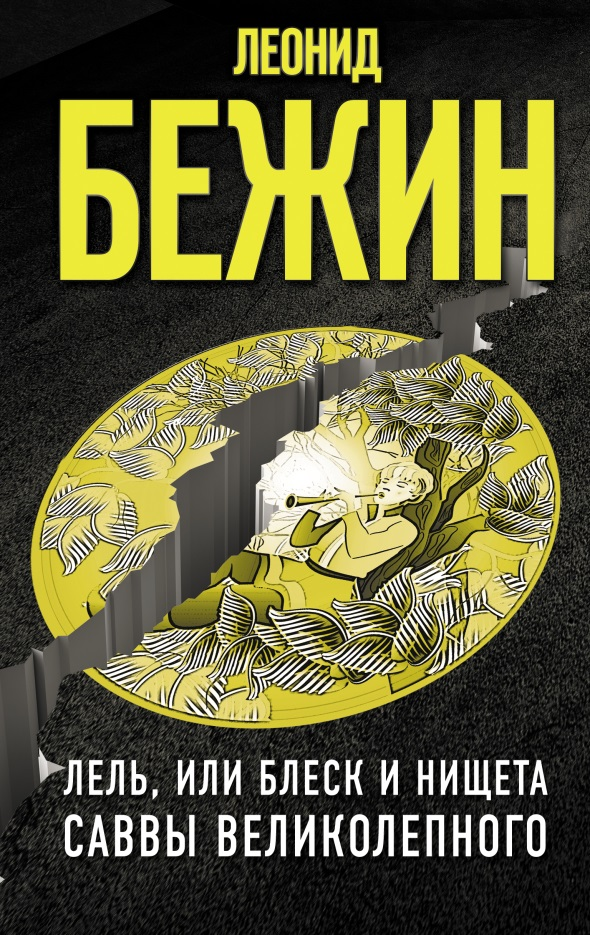 ЛЕОНИД
БЕЖИН
ЛЕЛЬ, ИЛИ БЛЕСК И НИЩЕТА
САВВЫ ВЕЛИКОЛЕПНОГО